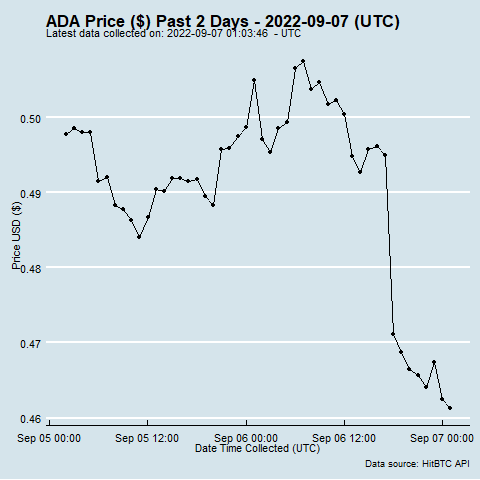 ADA Price ($) Past 2 Days - 2022-09-07 (UTC)
Latest data collected on: 2022-09-07 01:03:46  - UTC
Price USD ($)
0.50
0.49
0.48
0.47
0.46
Sep 05 00:00 Sep 05 12:00 Sep 06 00:00 Sep 06 12:00 Sep 07 00:00
Date Time Collected (UTC)
Data source: HitBTC API